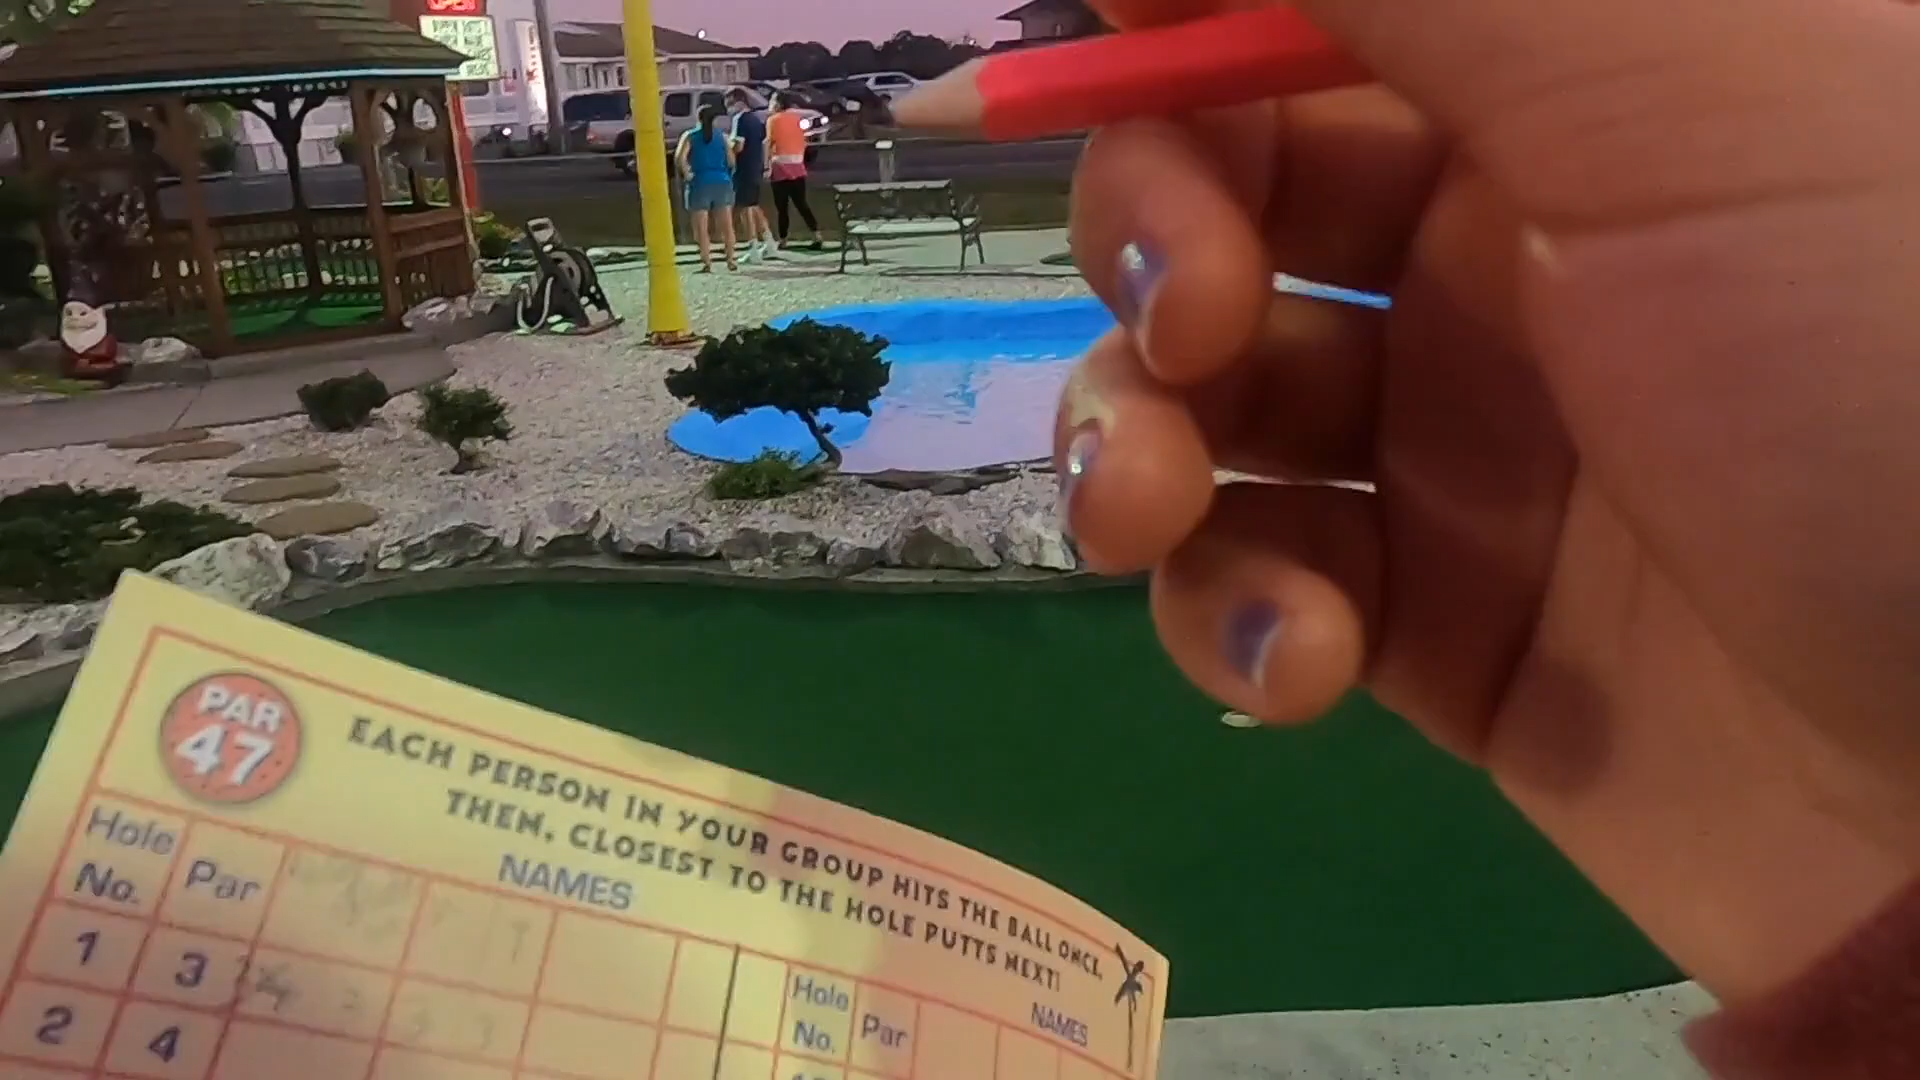 OPEN
PAR
47
EACH PERSON IN YOUR GROUP HITS THE BALL ONCE,
THEN, CLOSEST TO THE HOLE PUTTS NEXT!
Hole No. Par NAMES
1 3
2 4
Hole No. Par NAMES